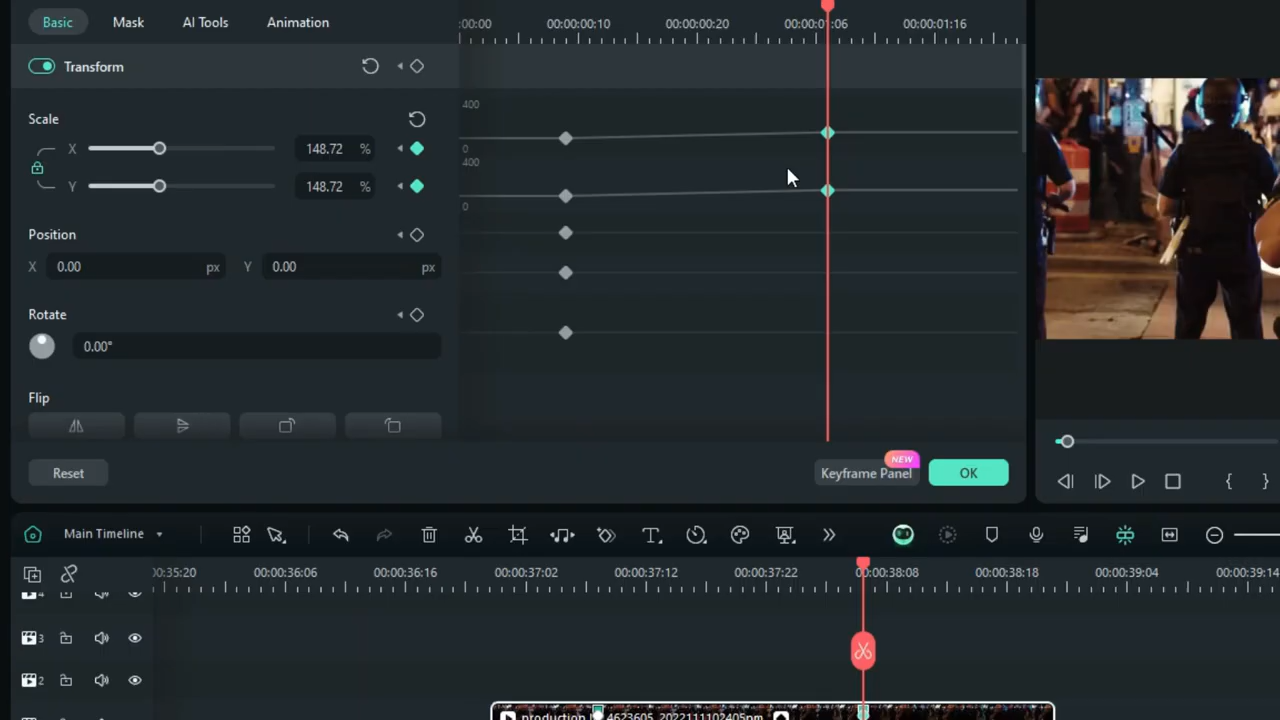 Basic Mask AI Tools Animation
:00:00 00:00:00:10 00:00:00:20 00:00:01:06 00:00:01:16
Transform
400
Scale
X 148.72 %
0
400
Y 148.72 %
0
Position
X 0.00 px Y 0.00 px
Rotate
0.00°
Flip
NEW
Reset Keyframe Panel OK
Main Timeline
:35:20 00:00:36:06 00:00:36:16 00:00:37:02 00:00:37:12 00:00:37:22 00:00:38:08 00:00:38:18 00:00:39:04 00:00:39:14
4
3
2
4623605_2022111102405pm